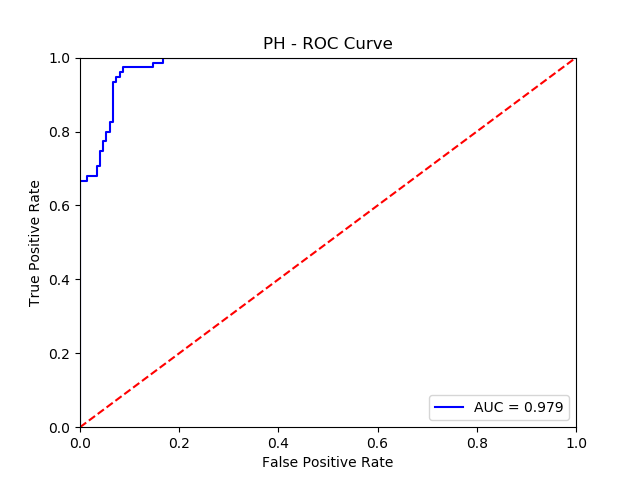 PH - ROC Curve
1.0
0.8
0.6
0.4
0.2
0.0
True Positive Rate
0.0 0.2 0.4 0.6 0.8 1.0
False Positive Rate
AUC = 0.979